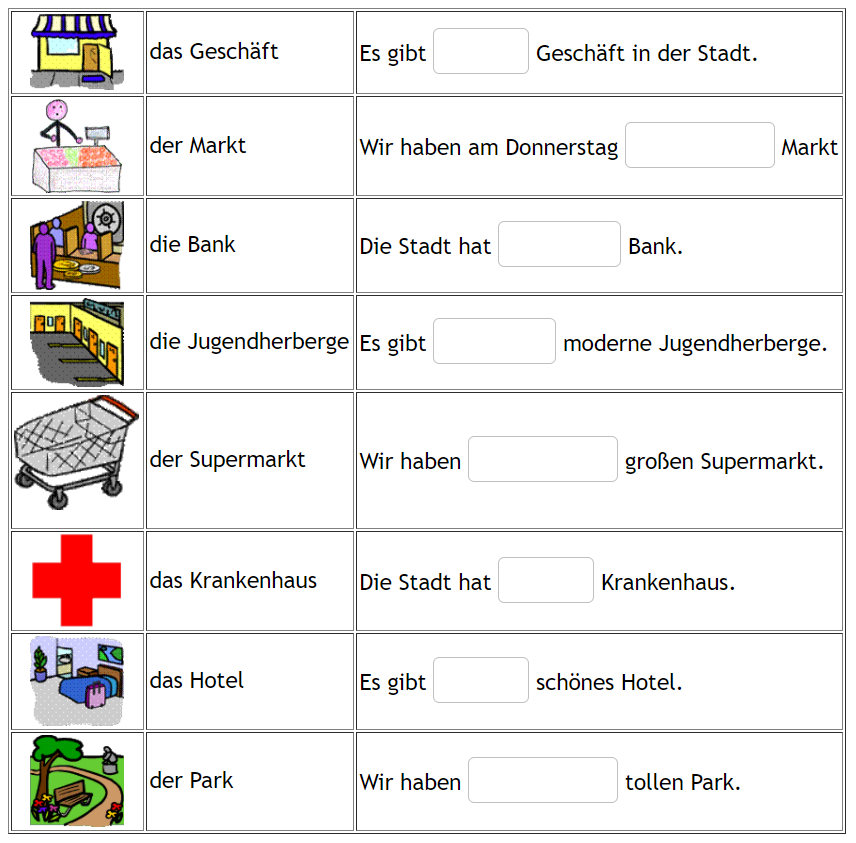 das Geschäft Es gibt Geschäft in der Stadt.
der Markt Wir haben am Donnerstag Markt
die Bank Die Stadt hat Bank.
die Jugendherberge Es gibt moderne Jugendherberge.
der Supermarkt Wir haben großen Supermarkt.
das Krankenhaus Die Stadt hat Krankenhaus.
das Hotel Es gibt schönes Hotel.
der Park Wir haben tollen Park.